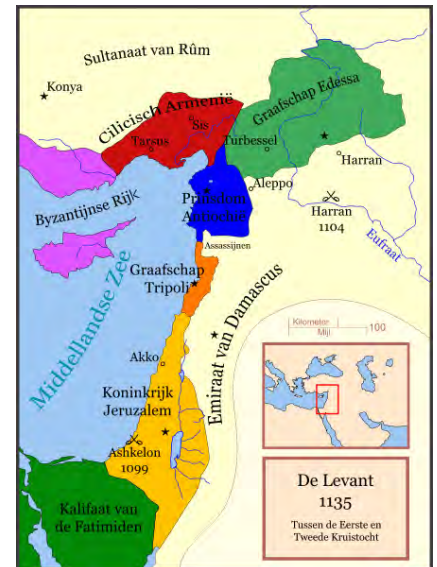 Sultanaat van Rûm
Konya
Cilicisch Armenië
Sis
Tarsus
Graafschap Edessa
Turbessel
Harran
Aleppo
Harran
1104
Eufraat
Byzantijnse Rijk
Prinsdom
Antiochië
Assassijnen
Graafschap
Tripoli
Middellandse Zee
Emiraat van Damascus
Kilometer
Mijl
100
Akko
Koninkrijk
Jeruzalem
Ashkelon
1099
Kalifaat van
de Fatimiden
De Levant
1135
Tussen de Eerste en
Tweede Kruistocht